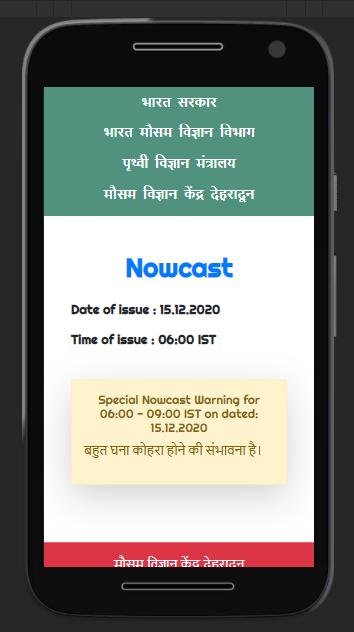 भारत सरकार
भारत मौसम विज्ञान विभाग
पृथ्वी विज्ञान मंत्रालय
मौसम विज्ञान केंद्र देहरादून
Nowcast
Date of issue : 15.12.2020
Time of issue : 06:00 IST
Special Nowcast Warning for
06:00 - 09:00 IST on dated:
15.12.2020
बहुत घना कोहरा होने की संभावना है।
मौसम विज्ञान केंद्र देहरादून